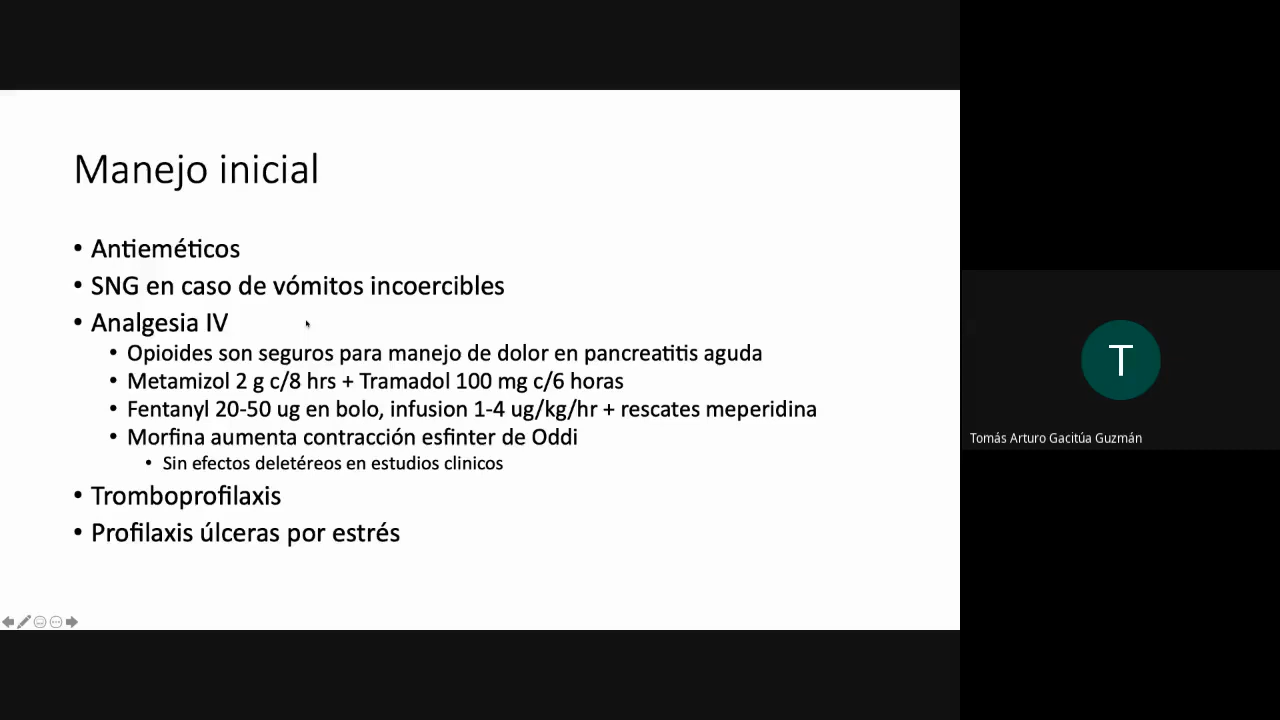 Manejo inicial
• Antieméticos
• SNG en caso de vómitos incoercibles
• Analgesia IV
• Opioides son seguros para manejo de dolor en pancreatitis aguda
• Metamizol 2 g c/8 hrs + Tramadol 100 mg c/6 horas
• Fentanyl 20-50 ug en bolo, infusion 1-4 ug/kg/hr + rescates meperidina
• Morfina aumenta contracción esfinter de Oddi
• Sin efectos deletéreos en estudios clinicos
• Tromboprofilaxis
• Profilaxis úlceras por estrés
T
Tomás Arturo Gacitúa Guzmán